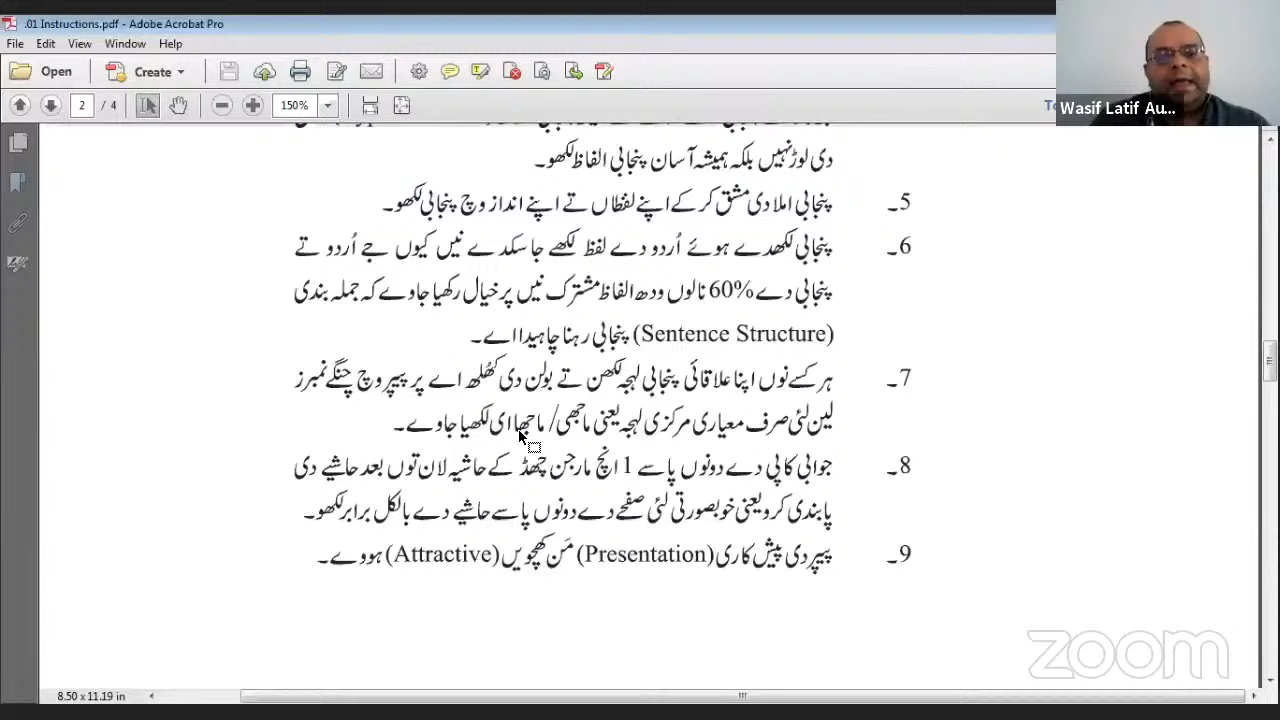 .01 Instructions.pdf - Adobe Acrobat Pro
File Edit View Window Help
Open Create
2 / 4 150%
Wasif Latif Au...
دی لوڑ نہیں بلکہ ہمیشہ آسان پنجابی الفاظ لکھو۔
5۔ پنجابی املا دی مشق کر کے اپنے لفظاں تے اپنے انداز وچ پنجابی لکھو۔
6۔ پنجابی لکھدے ہوئے اُردو دے لفظ لکھے جاسکدے نیں کیوں جے اُردو تے
پنجابی دے 60% نالوں ودھ الفاظ مشترک نیں پر خیال رکھیا جاوے کہ جملہ بندی
(Sentence Structure) پنجابی رہنا چاہیدا اے۔
7۔ ہر کسے نوں اپنا علاقائی پنجابی لہجہ لکھن تے بولن دی کُھلھ اے پر پیپر وچ چنگے نمبرز
لین لئی صرف معیاری مرکزی لہجہ یعنی ماجھی/ ماجھا ای لکھیا جاوے۔
8۔ جوابی کاپی دے دونوں پاسے 1 انچ مارجن چھڈ کے حاشیہ لان توں بعد حاشیے دی
پابندی کرو یعنی خوبصورتی لئی صفحے دے دونوں پاسے حاشیے دے بالکل برابر لکھو۔
9۔ پیپر دی پیش کاری (Presentation) مَن کھچویں (Attractive) ہووے۔
zoom
8.50 x 11.19 in